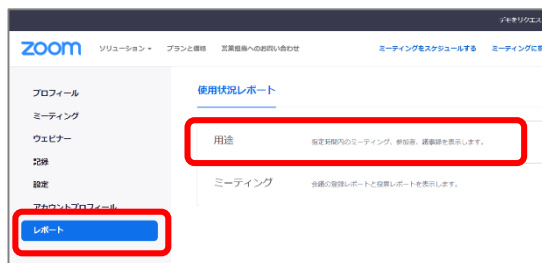 デモをリクエス
zoom ソリューション プランと価格 営業担当へのお問い合わせ ミーティングをスケジュールする ミーティングに
プロフィール
ミーティング
ウェビナー
記録
設定
アカウントプロフィール
レポート
使用状況レポート
用途 指定時間内のミーティング、参加者、議事録を表示します。
ミーティング 会議の登録レポートと投票レポートを表示します。